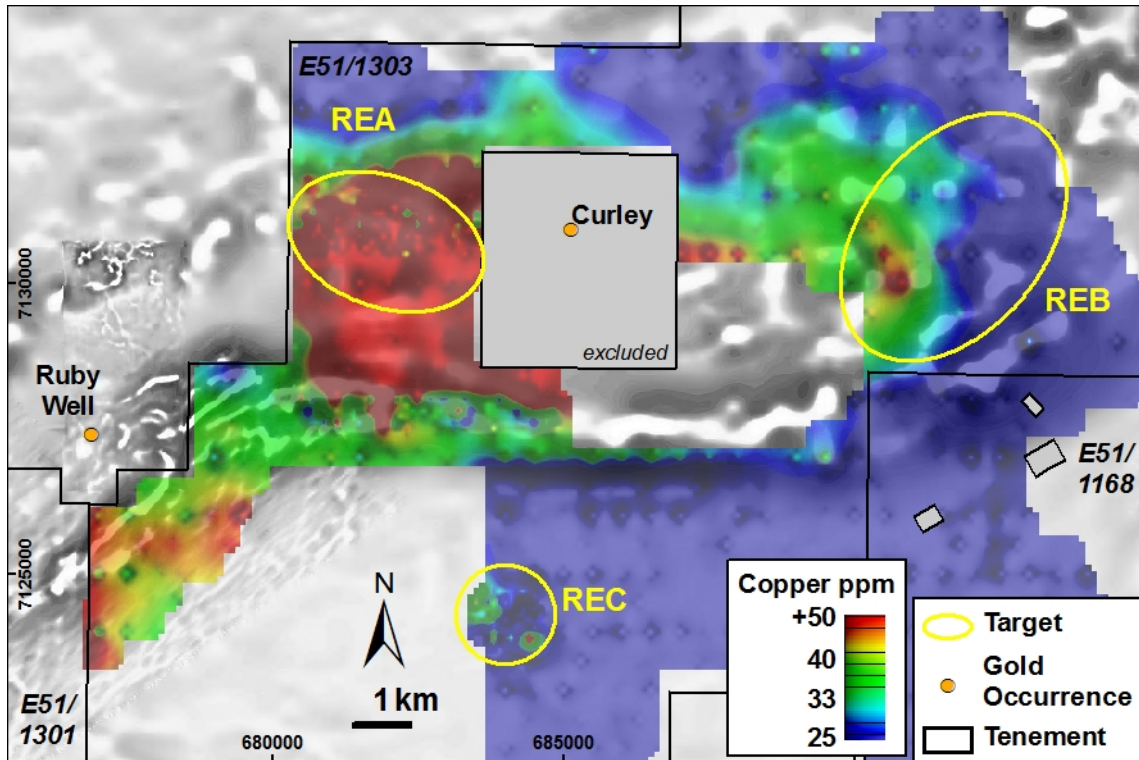 E51/1303
REA
Curley
7130000
REB
excluded
Ruby
Well
E51/
1168
7125000
N
REC
Copper ppm
+50
40
33
25
Target
Gold
Occurrence
Tenement
1 km
E51/
1301
680000
685000